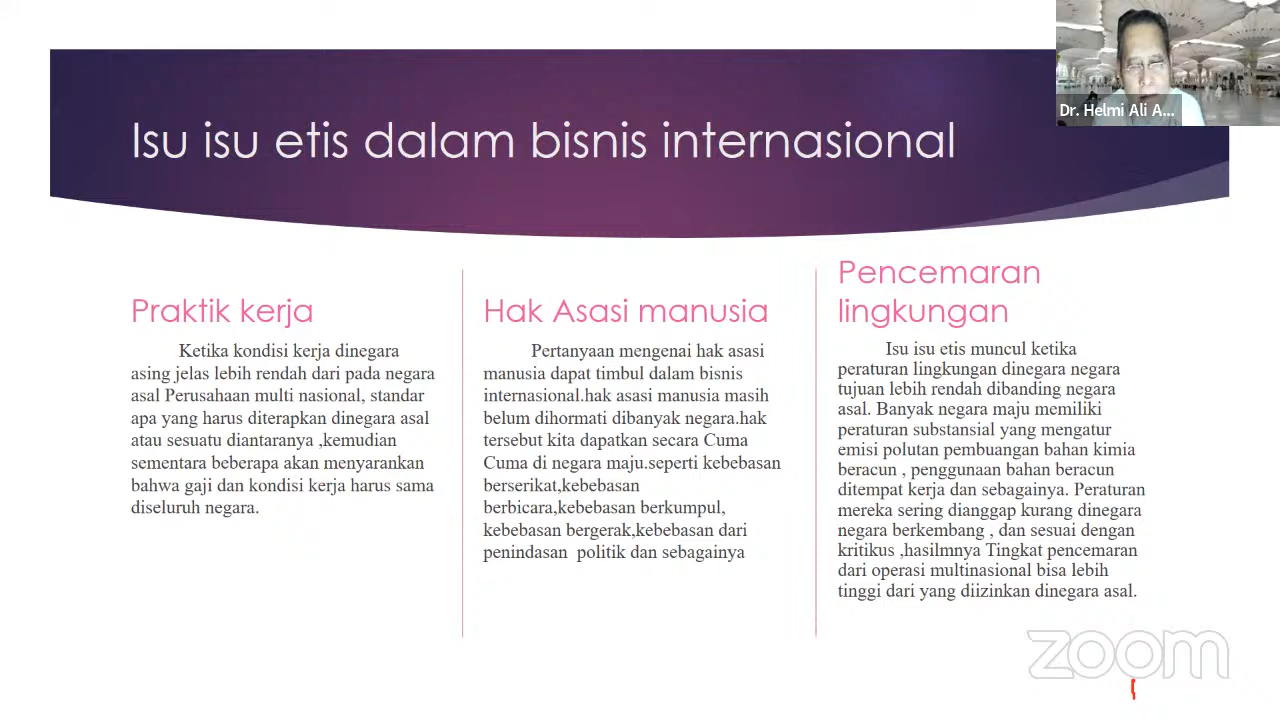 Dr. Helmi Ali A...
Isu isu etis dalam bisnis internasional
Praktik kerja
Ketika kondisi kerja dinegara
asing jelas lebih rendah dari pada negara
asal Perusahaan multi nasional, standar
apa yang harus diterapkan dinegara asal
atau sesuatu diantaranya ,kemudian
sementara beberapa akan menyarankan
bahwa gaji dan kondisi kerja harus sama
diseluruh negara.
Hak Asasi manusia
Pertanyaan mengenai hak asasi
manusia dapat timbul dalam bisnis
internasional.hak asasi manusia masih
belum dihormati dibanyak negara.hak
tersebut kita dapatkan secara Cuma
Cuma di negara maju.seperti kebebasan
berserikat,kebebasan
berbicara,kebebasan berkumpul,
kebebasan bergerak,kebebasan dari
penindasan  politik dan sebagainya
Pencemaran
lingkungan
Isu isu etis muncul ketika
peraturan lingkungan dinegara negara
tujuan lebih rendah dibanding negara
asal. Banyak negara maju memiliki
peraturan substansial yang mengatur
emisi polutan pembuangan bahan kimia
beracun , penggunaan bahan beracun
ditempat kerja dan sebagainya. Peraturan
mereka sering dianggap kurang dinegara
negara berkembang , dan sesuai dengan
kritikus ,hasilmnya Tingkat pencemaran
dari operasi multinasional bisa lebih
tinggi dari yang diizinkan dinegara asal.
zoom